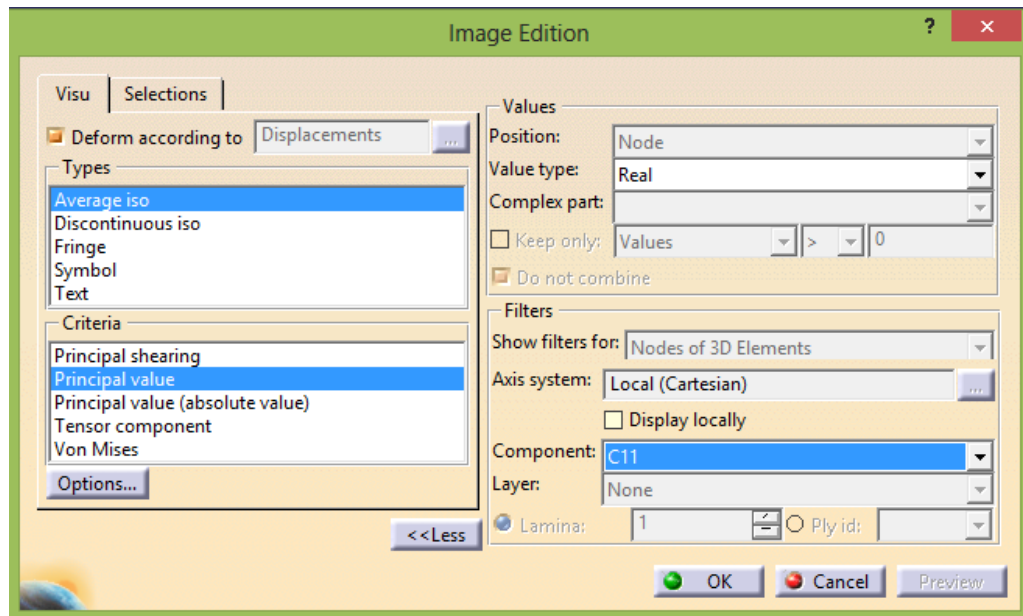 Image Edition
?
×
Visu
Selections
Deform according to
Displacements
...
Types
Average iso
Discontinuous iso
Fringe
Symbol
Text
Criteria
Principal shearing
Principal value
Principal value (absolute value)
Tensor component
Von Mises
Options...
<<Less
Values
Position: Node
Value type: Real
Complex part:
Keep only: Values > 0
Do not combine
Filters
Show filters for: Nodes of 3D Elements
Axis system: Local (Cartesian) ...
Display locally
Component: C11
Layer: None
Lamina: 1 Ply id:
OK Cancel Preview